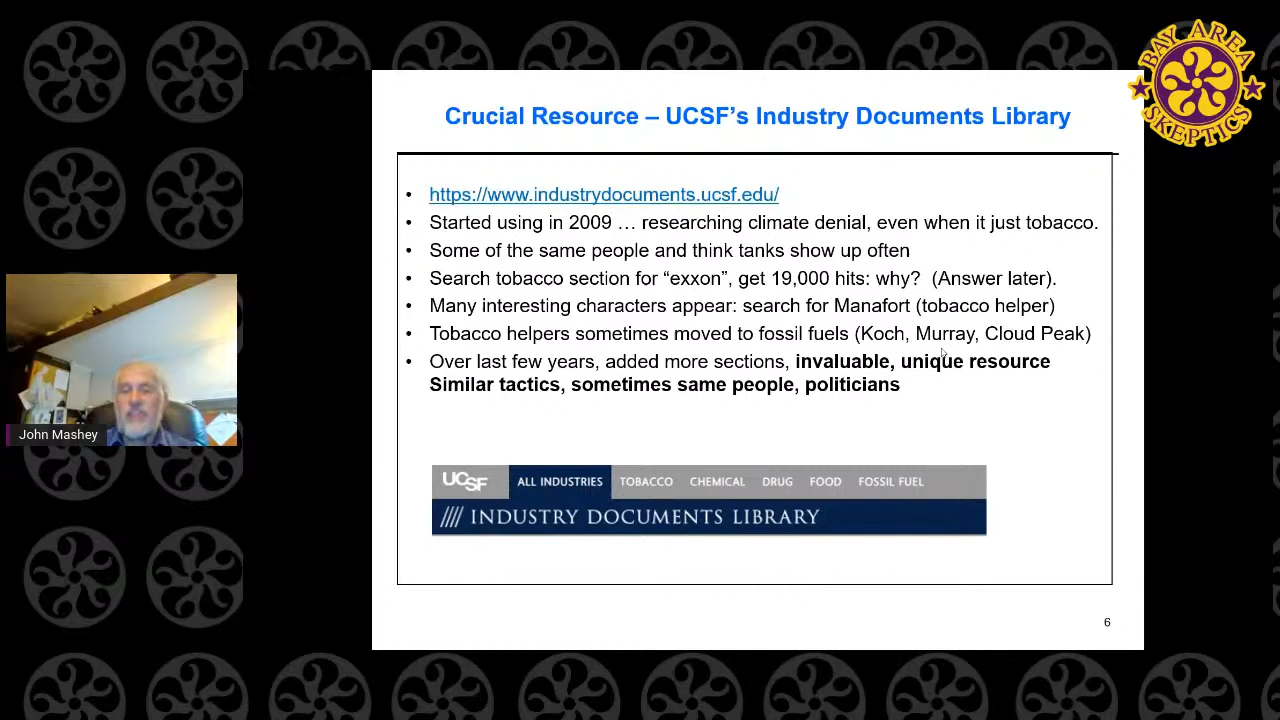 BAY AREA
SKEPTICS
Crucial Resource – UCSF's Industry Documents Library
• https://www.industrydocuments.ucsf.edu/
• Started using in 2009 … researching climate denial, even when it just tobacco.
• Some of the same people and think tanks show up often
• Search tobacco section for “exxon”, get 19,000 hits: why?  (Answer later).
• Many interesting characters appear: search for Manafort (tobacco helper)
• Tobacco helpers sometimes moved to fossil fuels (Koch, Murray, Cloud Peak)
• Over last few years, added more sections, invaluable, unique resource
Similar tactics, sometimes same people, politicians
John Mashey
UCSF ALL INDUSTRIES TOBACCO CHEMICAL DRUG FOOD FOSSIL FUEL
//// INDUSTRY DOCUMENTS LIBRARY
6